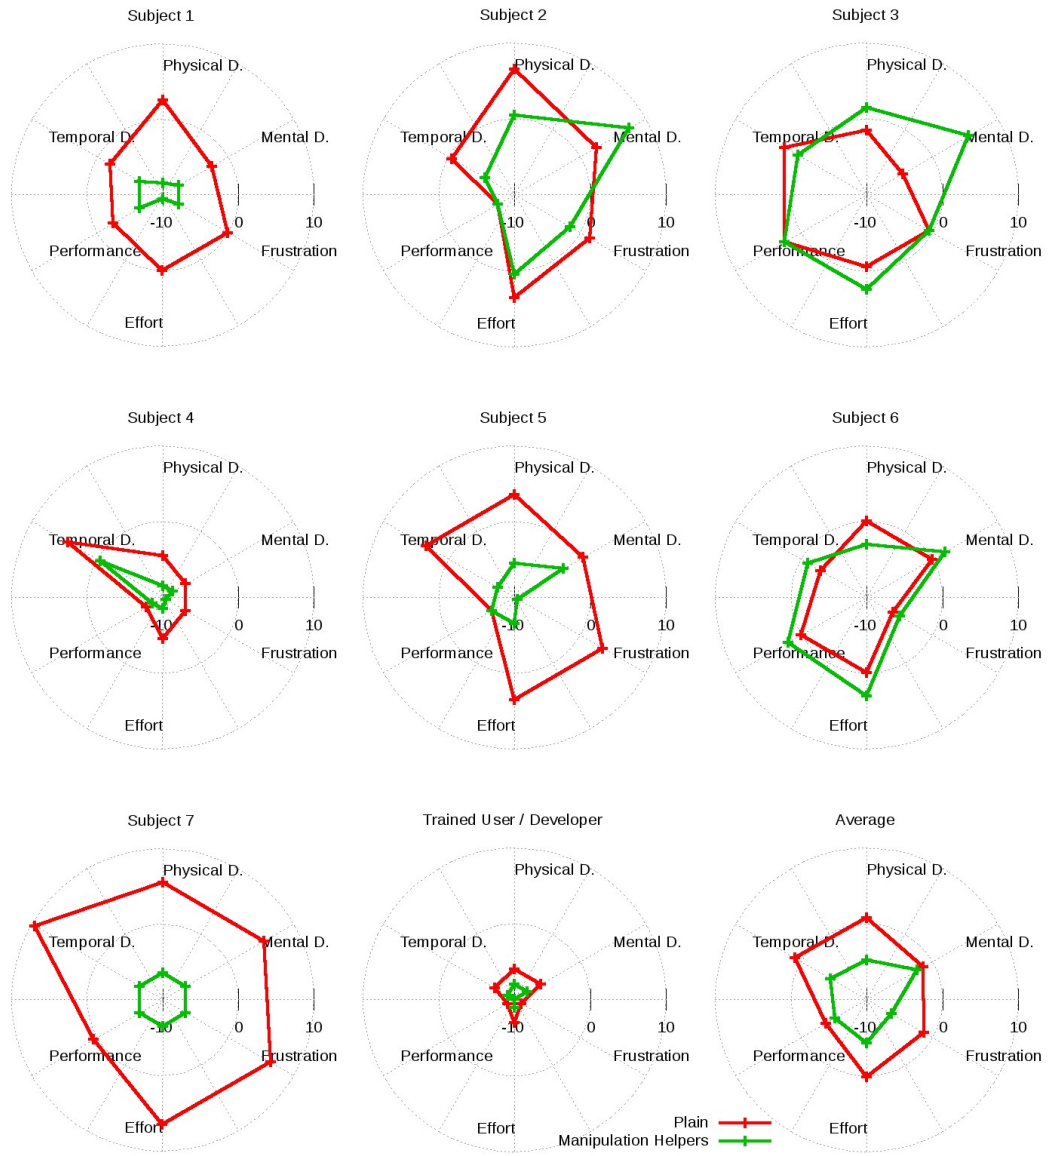 Subject 1
Physical D.
Temporal D.
Mental D.
-10
0
10
Performance
Frustration
Effort
Subject 2
Physical D.
Temporal D.
Mental D.
-10
0
10
Performance
Frustration
Effort
Subject 3
Physical D.
Temporal D.
Mental D.
-10
0
10
Performance
Frustration
Effort
Subject 4
Physical D.
Temporal D.
Mental D.
-10
0
10
Performance
Frustration
Effort
Subject 5
Physical D.
Temporal D.
Mental D.
-10
0
10
Performance
Frustration
Effort
Subject 6
Physical D.
Temporal D.
Mental D.
-10
0
10
Performance
Frustration
Effort
Subject 7
Physical D.
Temporal D.
Mental D.
-10
0
10
Performance
Frustration
Effort
Trained User / Developer
Physical D.
Temporal D.
Mental D.
-10
0
10
Performance
Frustration
Effort
Average
Physical D.
Temporal D.
Mental D.
-10
0
10
Performance
Frustration
Effort
Plain
Manipulation Helpers